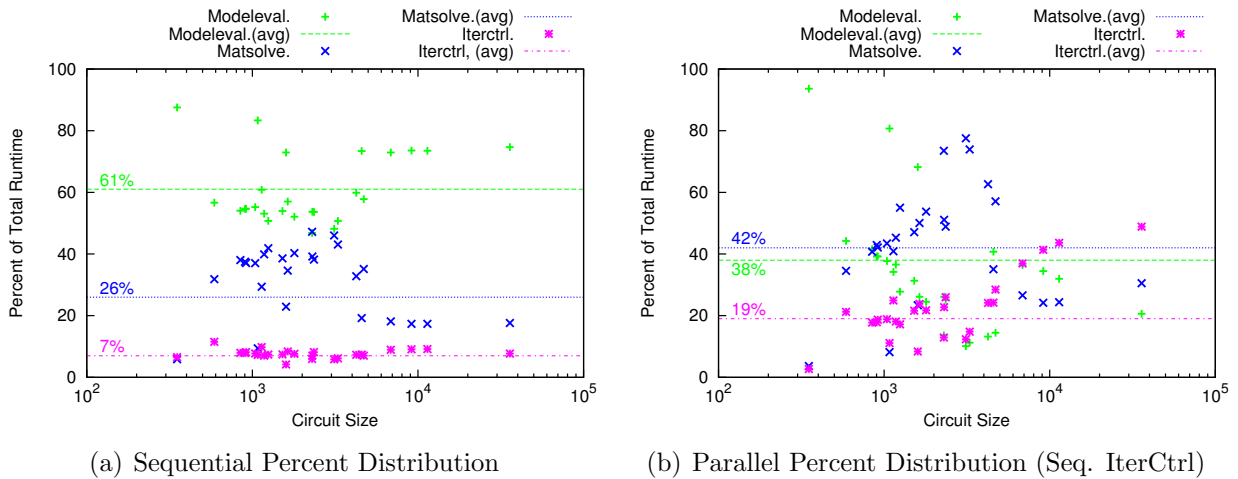 Modeleval.
Modeleval.(avg)
Matsolve.
Matsolve.(avg)
Iterctrl.
Iterctrl, (avg)
Percent of Total Runtime
100
80
60
40
20
0
61%
26%
7%
10^2
10^3
10^4
10^5
Circuit Size
(a) Sequential Percent Distribution
Modeleval.
Modeleval.(avg)
Matsolve.
Matsolve.(avg)
Iterctrl.
Iterctrl.(avg)
Percent of Total Runtime
100
80
60
40
20
0
42%
38%
19%
10^2
10^3
10^4
10^5
Circuit Size
(b) Parallel Percent Distribution (Seq. IterCtrl)